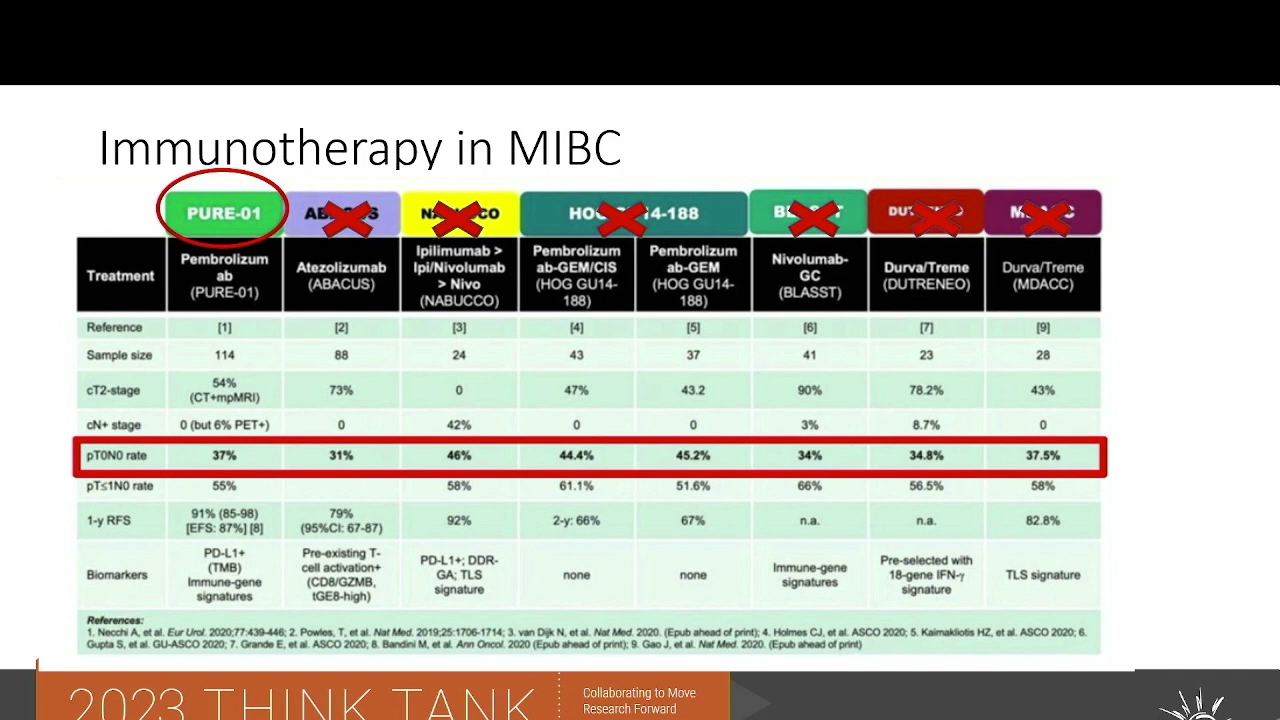 Immunotherapy in MIBC
PURE-01
Treatment
Pembrolizum
ab
(PURE-01)
Atezolizumab
(ABACUS)
Ipilimumab >
Ipi/Nivolumab
> Nivo
(NABUCCO)
Pembrolizum
ab-GEM/CIS
(HOG GU14-
188)
Pembrolizum
ab-GEM
(HOG GU14-
188)
Nivolumab-
GC
(BLASST)
Durva/Treme
(DUTRENEO)
Durva/Treme
(MDACC)
Reference [1] [2] [3] [4] [5] [6] [7] [9]
Sample size 114 88 24 43 37 41 23 28
cT2-stage 54% (CT+mpMRI) 73% 0 47% 43.2 90% 78.2% 43%
cN+ stage 0 (but 6% PET+) 0 42% 0 0 3% 8.7% 0
pT0N0 rate 37% 31% 46% 44.4% 45.2% 34% 34.8% 37.5%
pT≤1N0 rate 55% 58% 61.1% 51.6% 66% 56.5% 58%
1-y RFS 91% (85-98) [EFS: 87%] [8] 79% (95%CI: 67-87) 92% 2-y: 66% 67% n.a. n.a. 82.8%
Biomarkers
PD-L1+
(TMB)
Immune-gene
signatures
Pre-existing T-
cell activation+
(CD8/GZMB,
tGE8-high)
PD-L1+; DDR-
GA; TLS
signature
none
none
Immune-gene
signatures
Pre-selected with
18-gene IFN-γ
signature
TLS signature
References:
1. Necchi A, et al. Eur Urol. 2020;77:439-446; 2. Powles, T, et al. Nat Med. 2019;25:1706-1714; 3. van Dijk N, et al. Nat Med. 2020. (Epub ahead of print); 4. Holmes CJ, et al. ASCO 2020; 5. Kaimakliotis HZ, et al. ASCO 2020; 6.
Gupta S, et al. GU-ASCO 2020; 7. Grande E, et al. ASCO 2020; 8. Bandini M, et al. Ann Oncol. 2020 (Epub ahead of print); 9. Gao J, et al. Nat Med. 2020. (Epub ahead of print)
2023 THINK TANK
Collaborating to Move
Research Forward